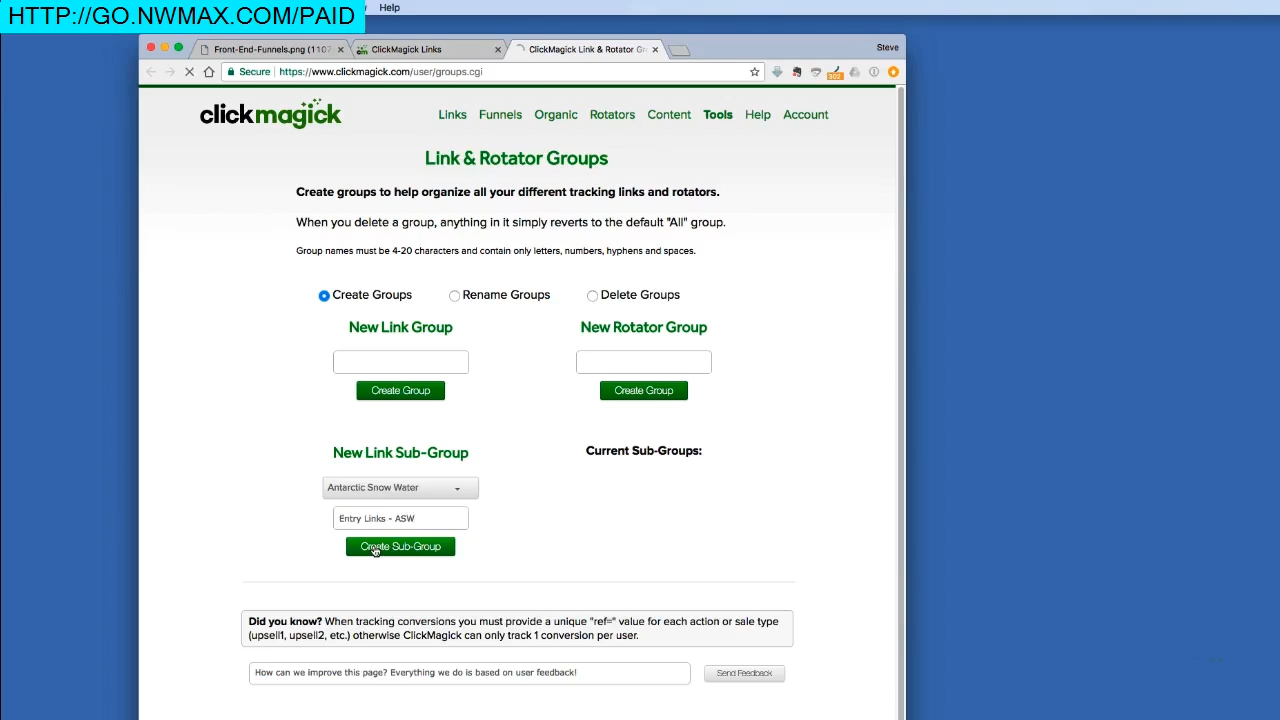 HTTP://GO.NWMAX.COM/PAID
Help
Front-End-Funnels.png (1107
ClickMagick Links
ClickMagick Link & Rotator Gr
Steve
Secure
https://www.clickmagick.com/user/groups.cgi
302
clickmagick
Links Funnels Organic Rotators Content Tools Help Account
Link & Rotator Groups
Create groups to help organize all your different tracking links and rotators.
When you delete a group, anything in it simply reverts to the default "All" group.
Group names must be 4-20 characters and contain only letters, numbers, hyphens and spaces.
Create Groups Rename Groups Delete Groups
New Link Group New Rotator Group
Create Group Create Group
New Link Sub-Group
Current Sub-Groups:
Antarctic Snow Water
Entry Links - ASW
Create Sub-Group
Did you know? When tracking conversions you must provide a unique "ref=" value for each action or sale type
(upsell1, upsell2, etc.) otherwise ClickMagick can only track 1 conversion per user.
How can we improve this page? Everything we do is based on user feedback!
Send Feedback